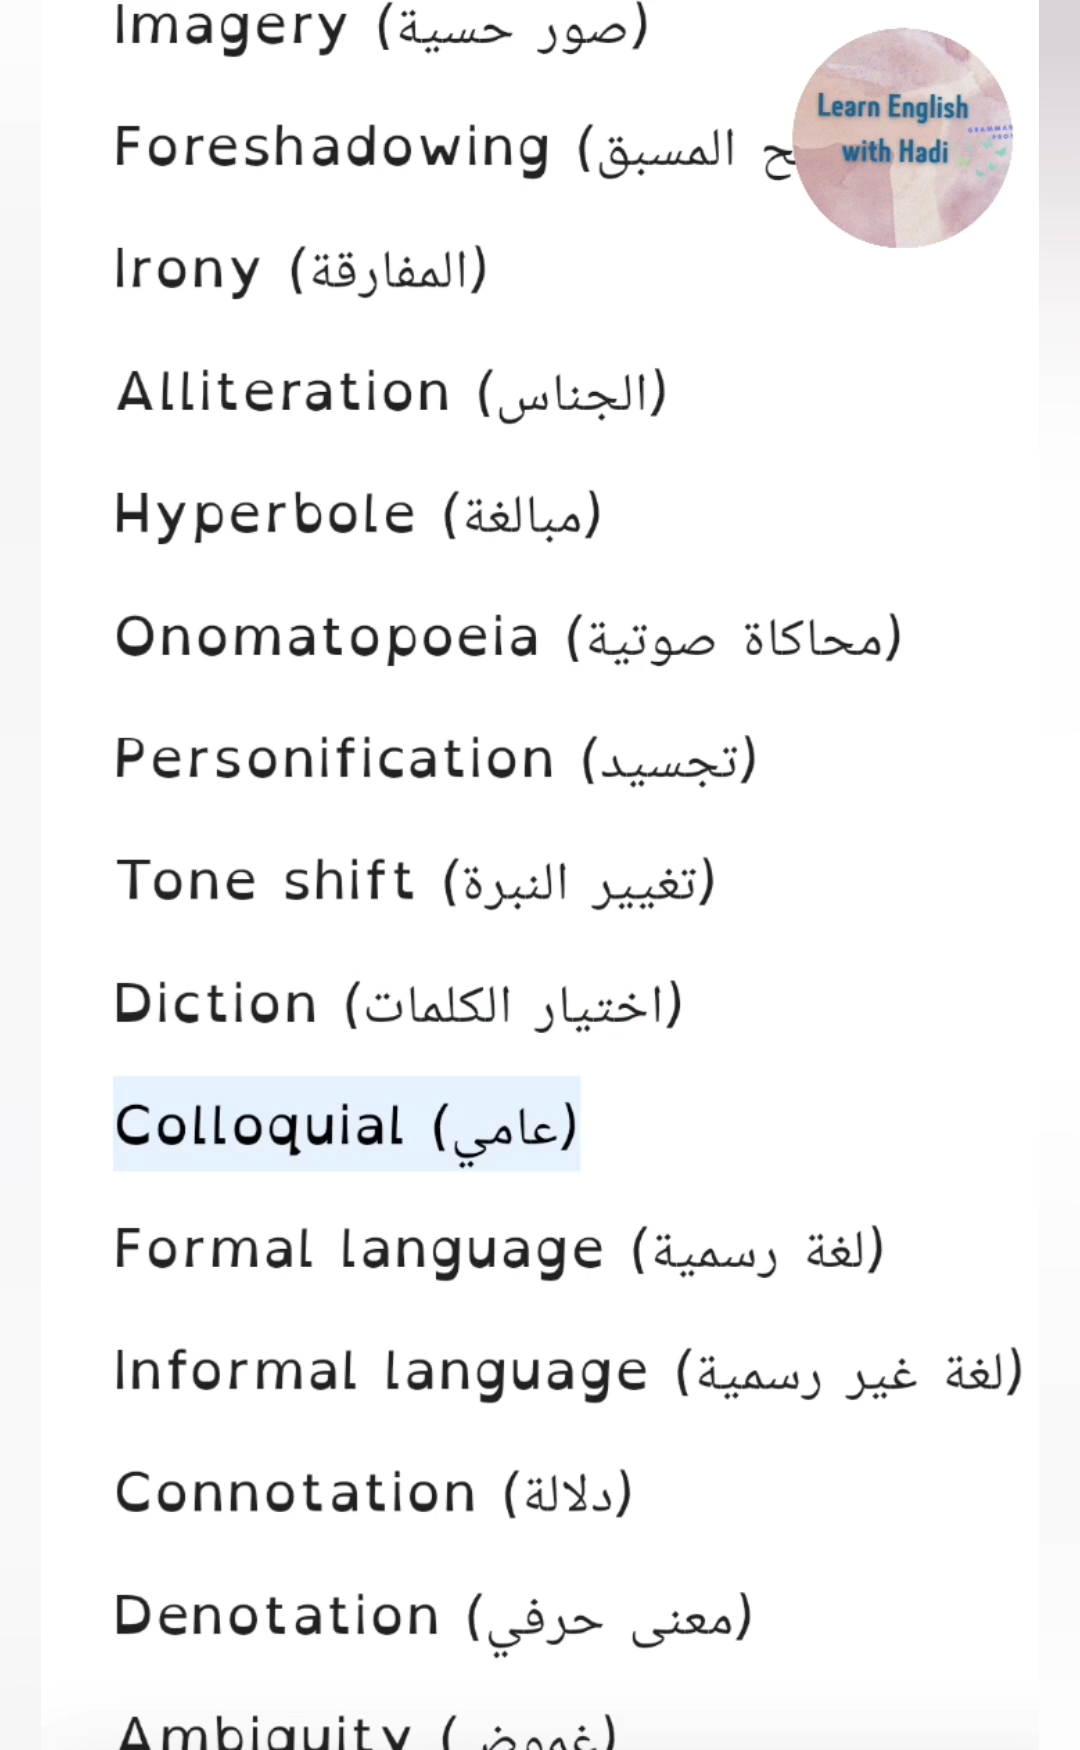 Imagery (صور حسية)
Learn English
with Hadi
Foreshadowing (ح المسبق
Irony (المفارقة)
Alliteration (الجناس)
Hyperbole (مبالغة)
Onomatopoeia (محاكاة صوتية)
Personification (تجسيد)
Tone shift (تغيير النبرة)
Diction (اختيار الكلمات)
Colloquial (عامي)
Formal language (لغة رسمية)
Informal language (لغة غير رسمية)
Connotation (دلالة)
Denotation (معنى حرفي)
Ambiguity (غموض)